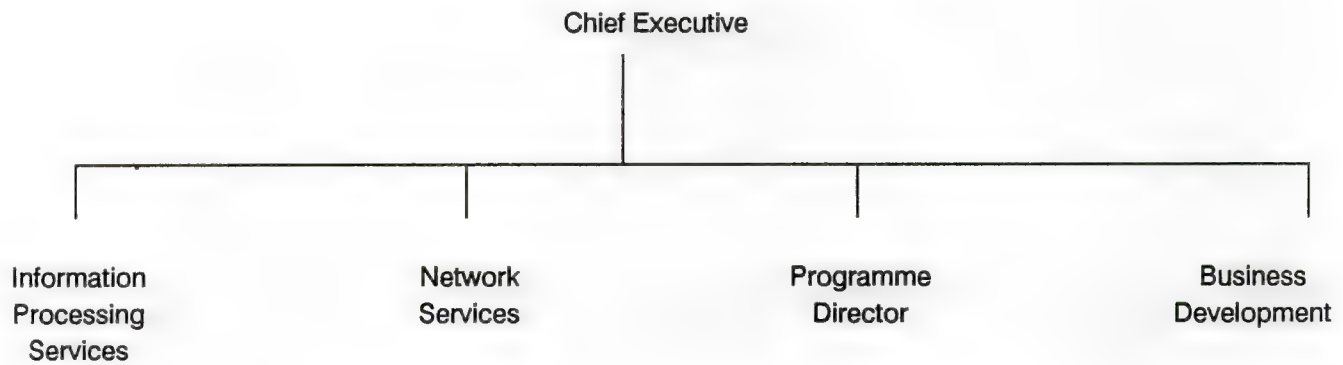 Chief Executive
Information
Processing
Services
Network
Services
Programme
Director
Business
Development